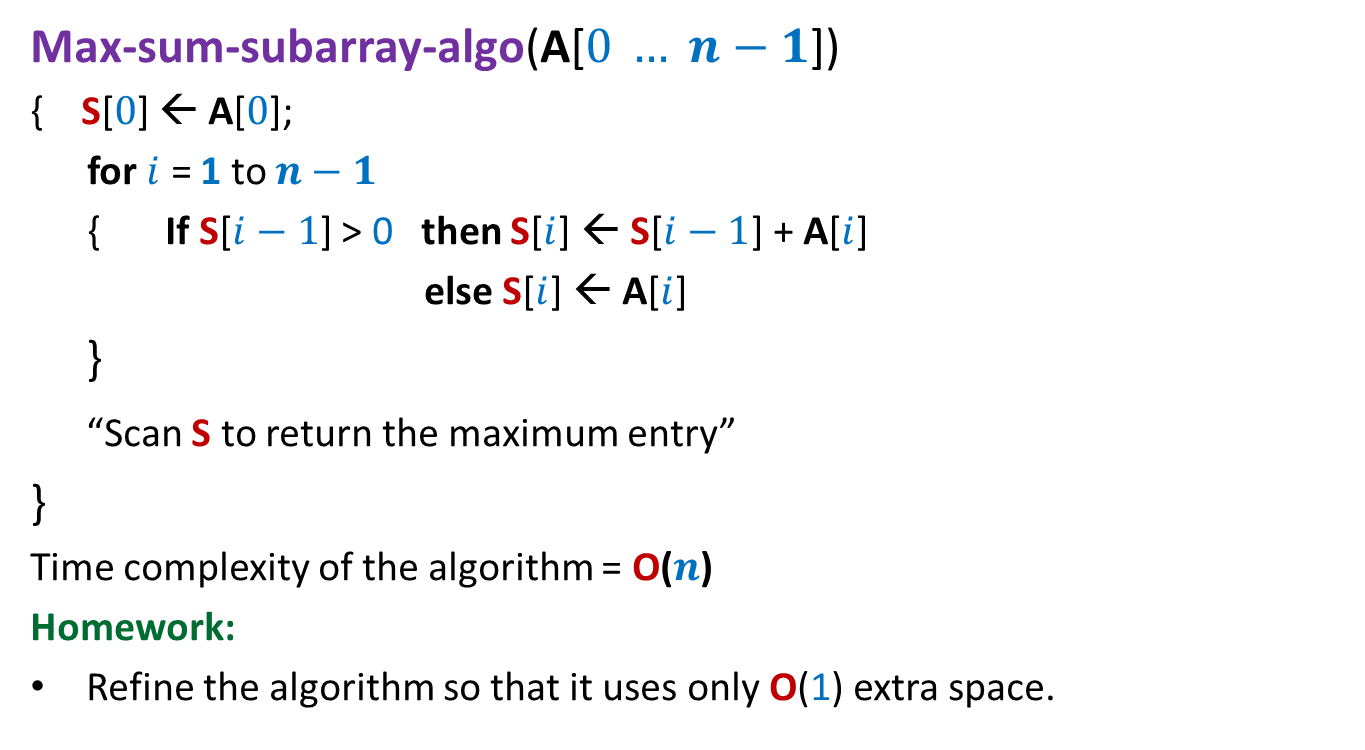 Max-sum-subarray-algo(A[0 … n − 1])
{ S[0] ← A[0];
for i = 1 to n − 1
{ If S[i − 1] > 0 then S[i] ← S[i − 1] + A[i]
else S[i] ← A[i]
}
“Scan S to return the maximum entry”
}
Time complexity of the algorithm = O(n)
Homework:
• Refine the algorithm so that it uses only O(1) extra space.